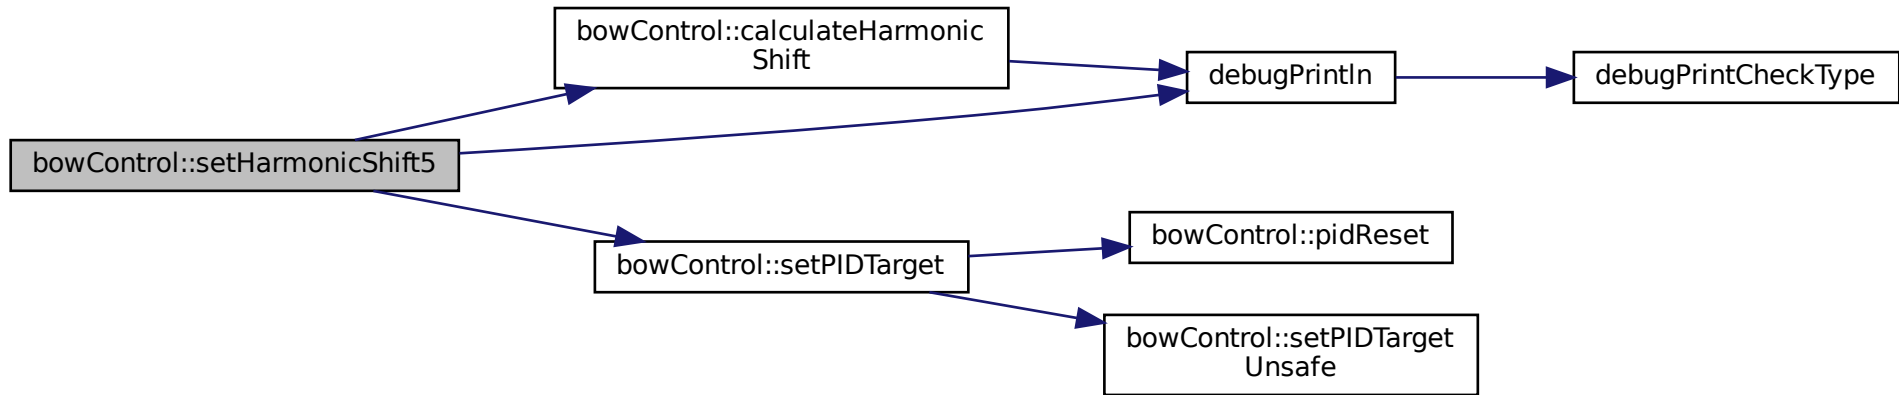 bowControl::calculateHarmonic
Shift
debugPrintln
debugPrintCheckType
bowControl::setHarmonicShift5
bowControl::pidReset
bowControl::setPIDTarget
bowControl::setPIDTarget
Unsafe